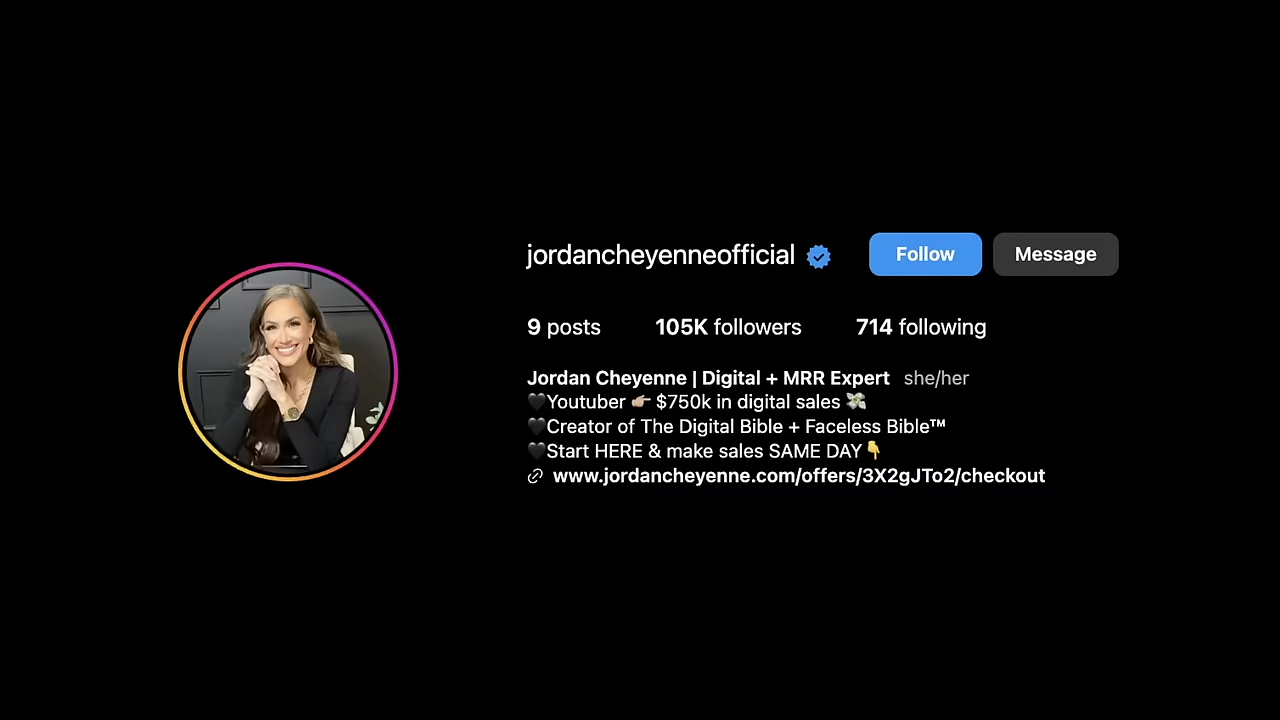 jordancheyenneofficial
Follow
Message
9 posts
105K followers
714 following
Jordan Cheyenne | Digital + MRR Expert she/her
🖤Youtuber 👉🏼 $750k in digital sales 💸
🖤Creator of The Digital Bible + Faceless Bible™
🖤Start HERE & make sales SAME DAY👇
www.jordancheyenne.com/offers/3X2gJTo2/checkout